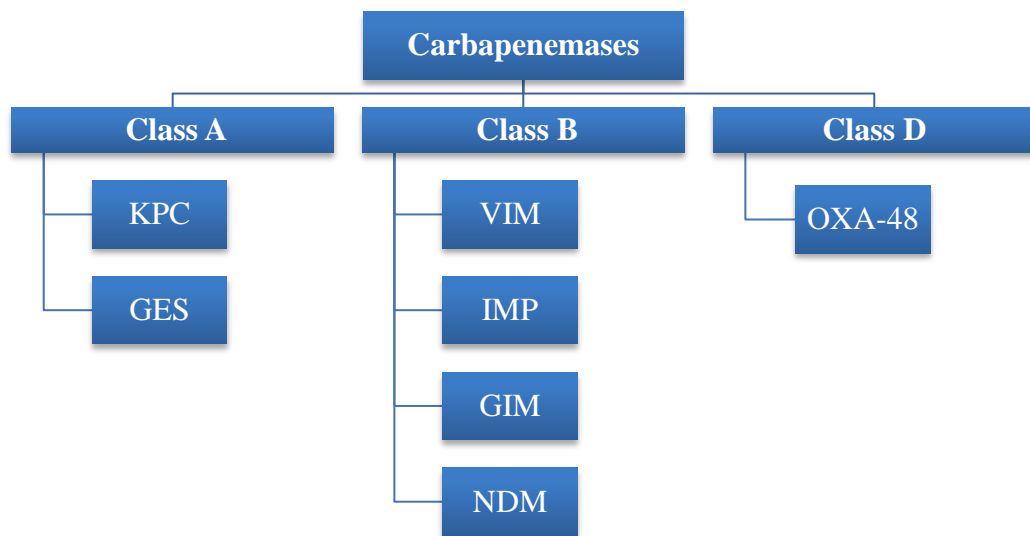 Carbapenemases
Class A
KPC
GES
Class B
VIM
IMP
GIM
NDM
Class D
OXA-48